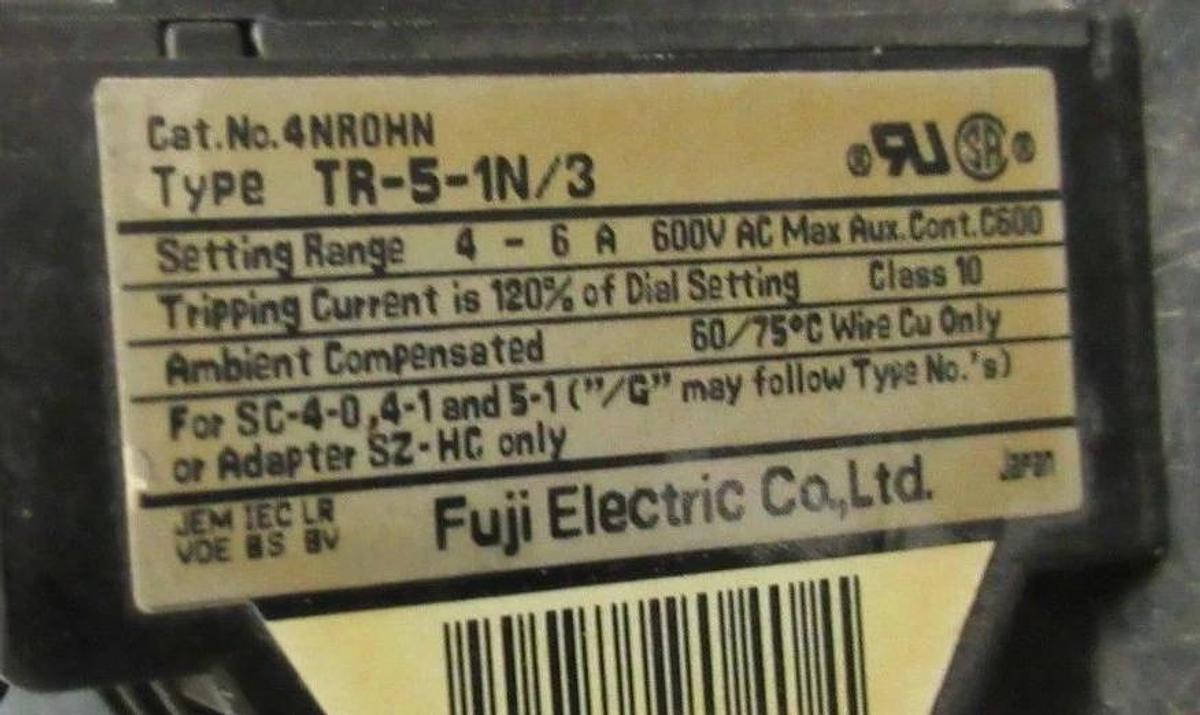 Cat.No.4NR0HN
Type TR-5-1N/3
® RU SA ®
Setting Range 4 - 6 A 600V AC Max Aux.Cont.C600
Tripping Current is 120% of Dial Setting Class 10
Ambient Compensated 60/75°C Wire Cu Only
For SC-4-0,4-1 and 5-1 ("/G" may follow Type No.'s)
or Adapter SZ-HC only
JEM IEC LR
VDE BS BV
Fuji Electric Co.,Ltd.
Japan